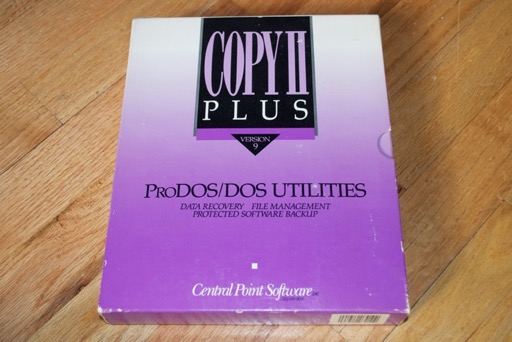 COPY II
PLUS
VERSION
9
PRODOS/DOS UTILITIES
DATA RECOVERY FILE MANAGEMENT
PROTECTED SOFTWARE BACKUP
Central Point Software